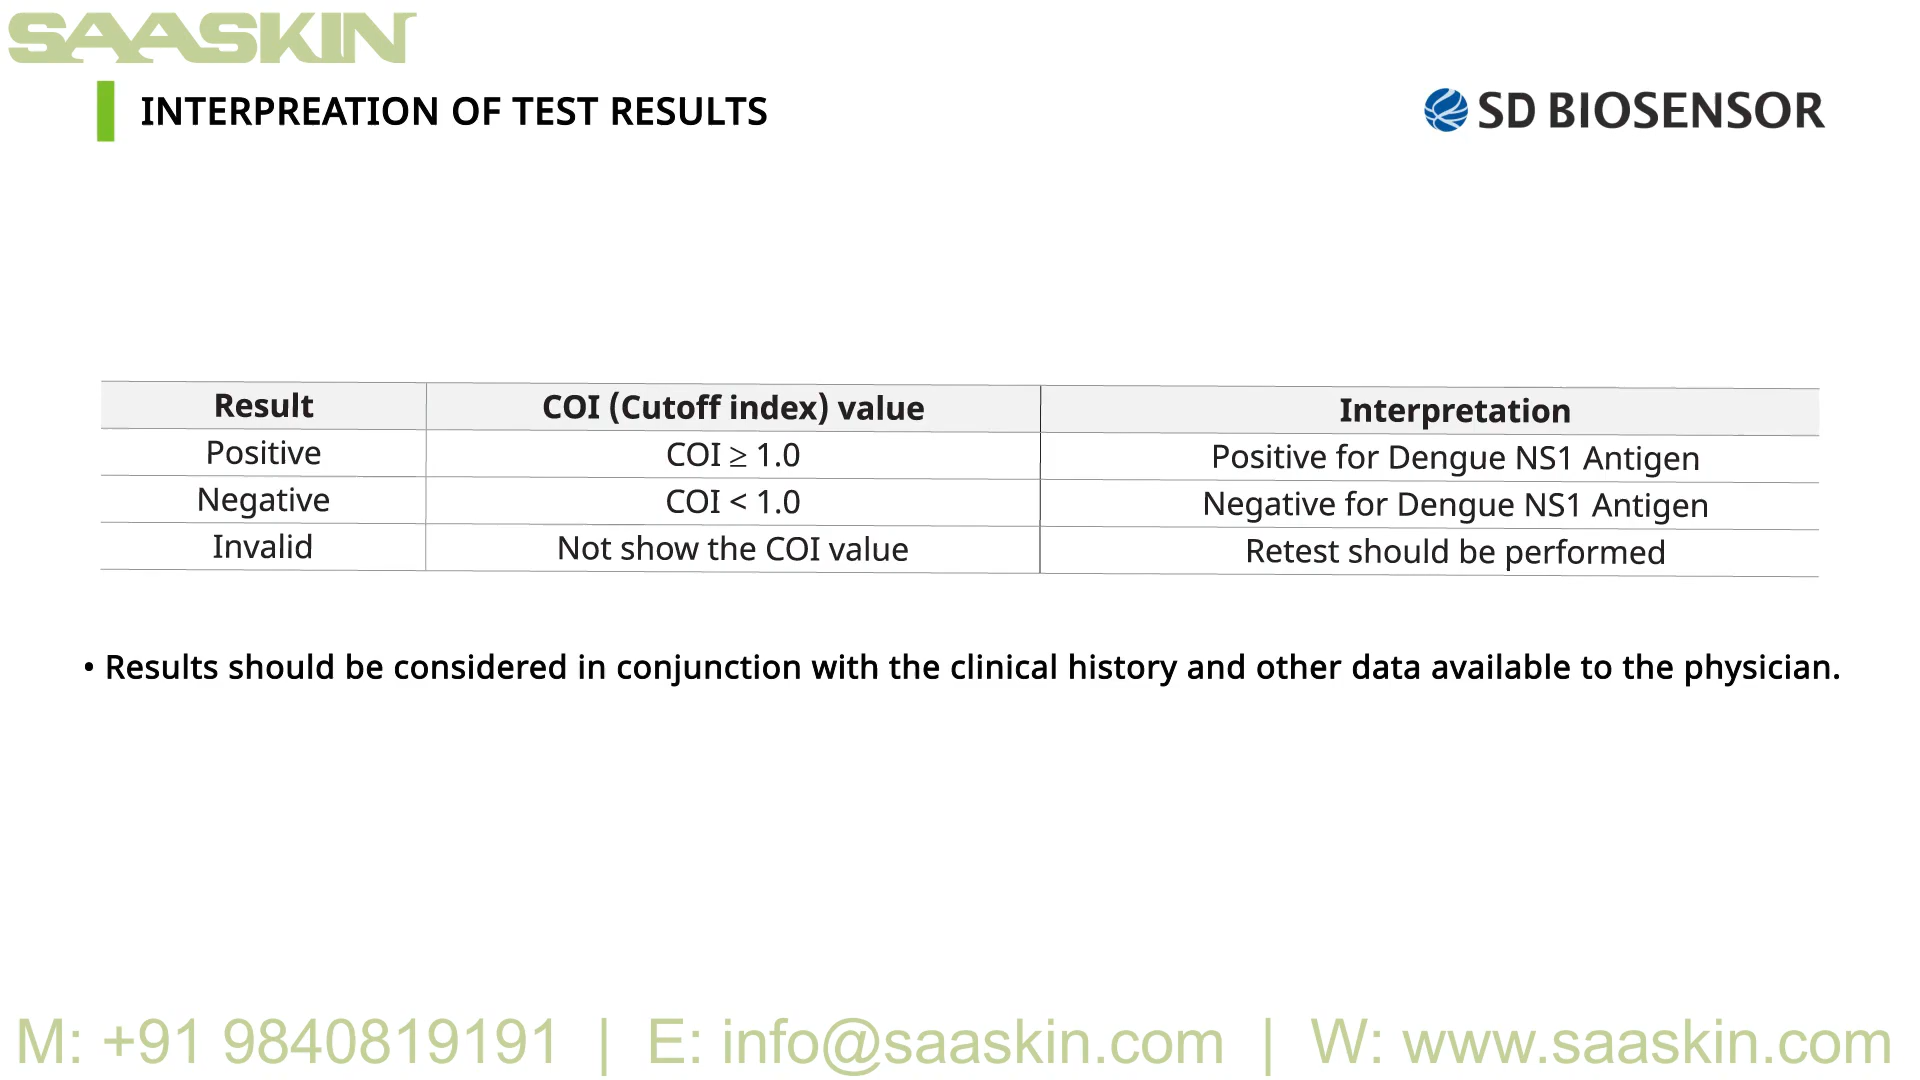 SAASKIN
INTERPREATION OF TEST RESULTS
SD BIOSENSOR
Result COI (Cutoff index) value Interpretation
Positive COI ≥ 1.0 Positive for Dengue NS1 Antigen
Negative COI < 1.0 Negative for Dengue NS1 Antigen
Invalid Not show the COI value Retest should be performed
• Results should be considered in conjunction with the clinical history and other data available to the physician.
M: +91 9840819191 | E: info@saaskin.com | W: www.saaskin.com